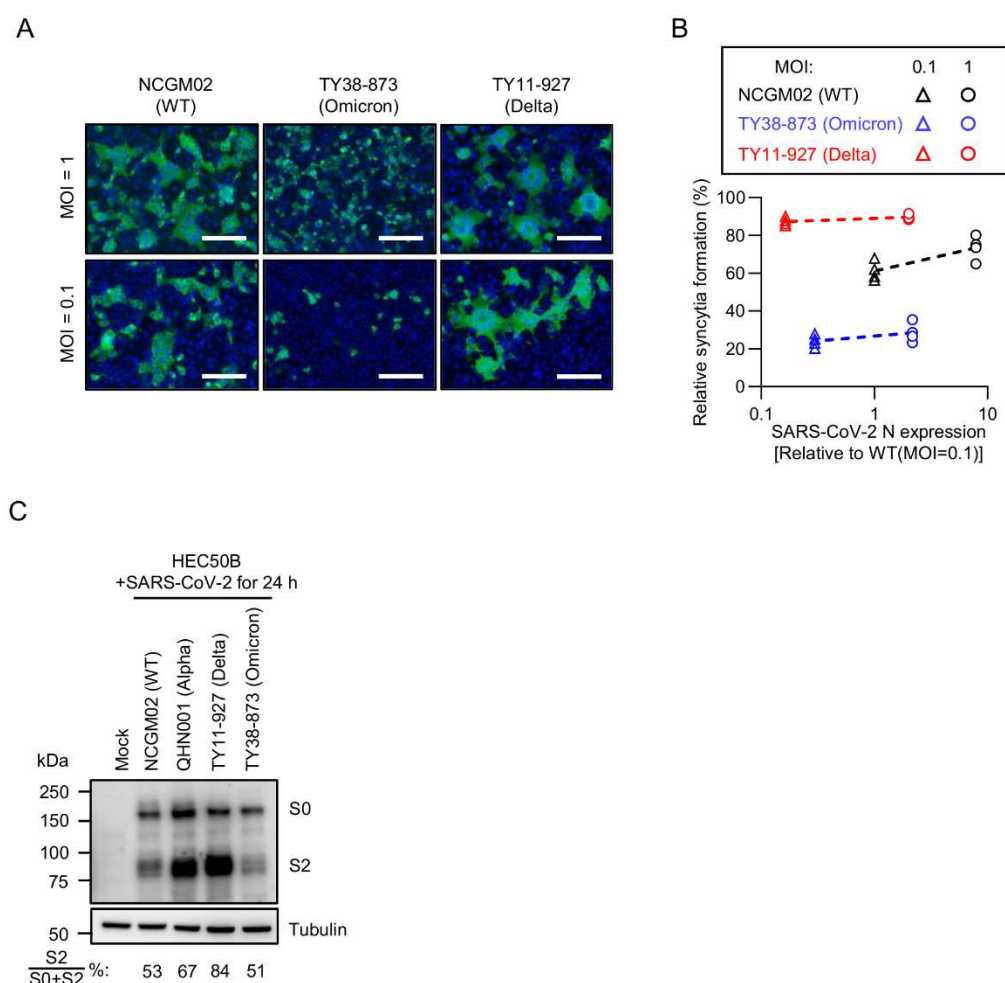 A
NCGM02
(WT)
TY38-873
(Omicron)
TY11-927
(Delta)
MOI = 1
MOI = 0.1
B
MOI: 0.1 1
NCGM02 (WT)
TY38-873 (Omicron)
TY11-927 (Delta)
Relative syncytia formation (%)
100
80
60
40
20
0
0.1 1 10
SARS-CoV-2 N expression
[Relative to WT(MOI=0.1)]
C
HEC50B
+SARS-CoV-2 for 24 h
Mock
NCGM02 (WT)
QHN001 (Alpha)
TY11-927 (Delta)
TY38-873 (Omicron)
kDa
250
150
100
75
50
S0
S2
Tubulin
S2
S0+S2 %: 53 67 84 51